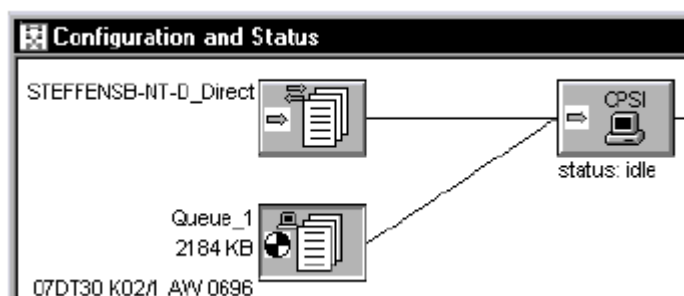 Configuration and Status
STEFFENSB-NT-D_Direct
CPSI
status: idle
Queue_1
2184 KB
07DT30 K02/1 AW 0696